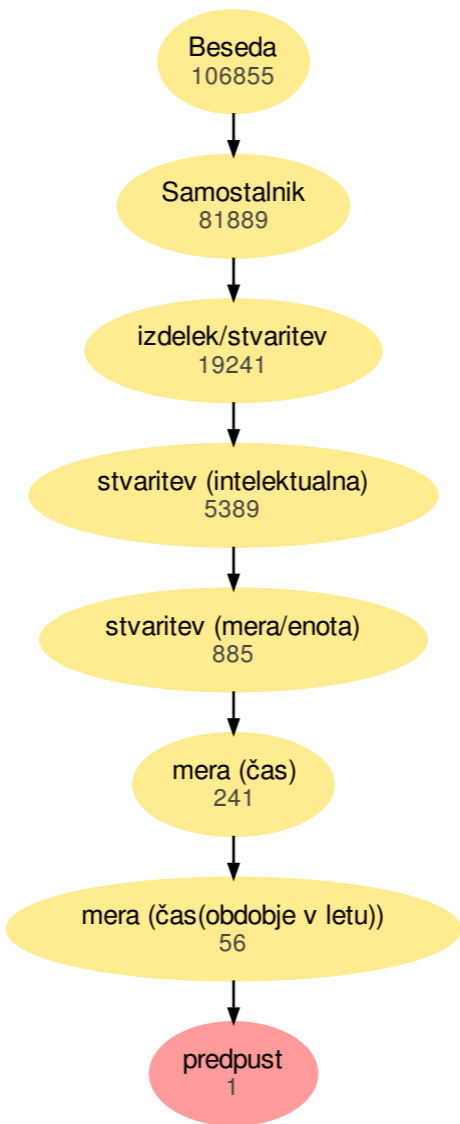 Beseda
106855
Samostalnik
81889
izdelek/stvaritev
19241
stvaritev (intelektualna)
5389
stvaritev (mera/enota)
885
mera (čas)
241
mera (čas(obdobje v letu))
56
predpust
1